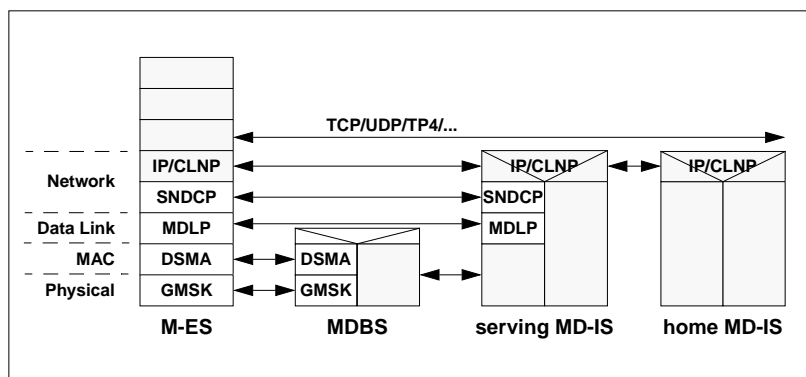 TCP/UDP/TP4/...
Network
IP/CLNP
IP/CLNP
IP/CLNP
SNDCP
SNDCP
Data Link
MDLP
MDLP
MAC
DSMA
DSMA
Physical
GMSK
GMSK
M-ES
MDBS
serving MD-IS
home MD-IS